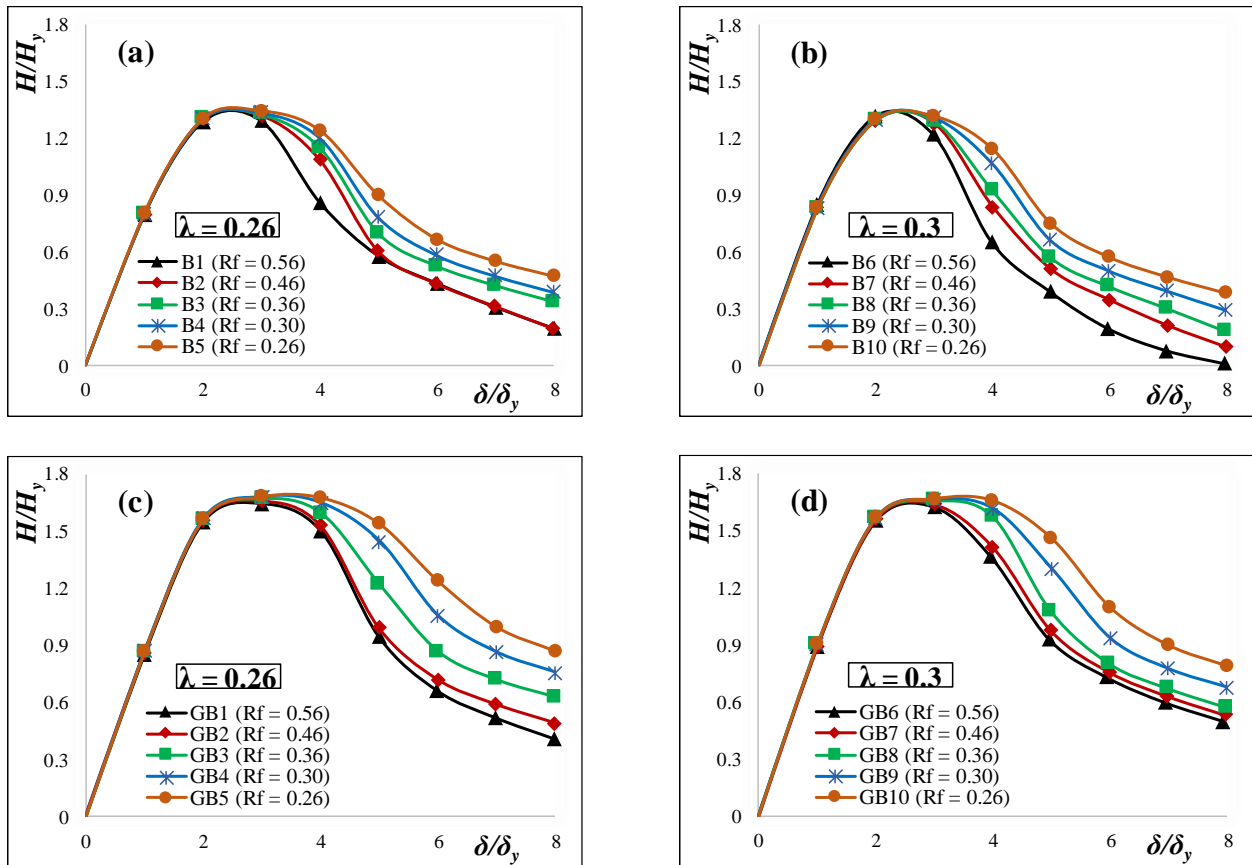 (a)
H/Hy
1.8
1.5
1.2
0.9
0.6
0.3
0
λ = 0.26
B1 (Rf = 0.56)
B2 (Rf = 0.46)
B3 (Rf = 0.36)
B4 (Rf = 0.30)
B5 (Rf = 0.26)
0 2 4 6 8
δ/δy
(b)
H/Hy
1.8
1.5
1.2
0.9
0.6
0.3
0
λ = 0.3
B6 (Rf = 0.56)
B7 (Rf = 0.46)
B8 (Rf = 0.36)
B9 (Rf = 0.30)
B10 (Rf = 0.26)
0 2 4 6 8
δ/δy
(c)
H/Hy
1.8
1.5
1.2
0.9
0.6
0.3
0
λ = 0.26
GB1 (Rf = 0.56)
GB2 (Rf = 0.46)
GB3 (Rf = 0.36)
GB4 (Rf = 0.30)
GB5 (Rf = 0.26)
0 2 4 6 8
δ/δy
(d)
H/Hy
1.8
1.5
1.2
0.9
0.6
0.3
0
λ = 0.3
GB6 (Rf = 0.56)
GB7 (Rf = 0.46)
GB8 (Rf = 0.36)
GB9 (Rf = 0.30)
GB10 (Rf = 0.26)
0 2 4 6 8
δ/δy